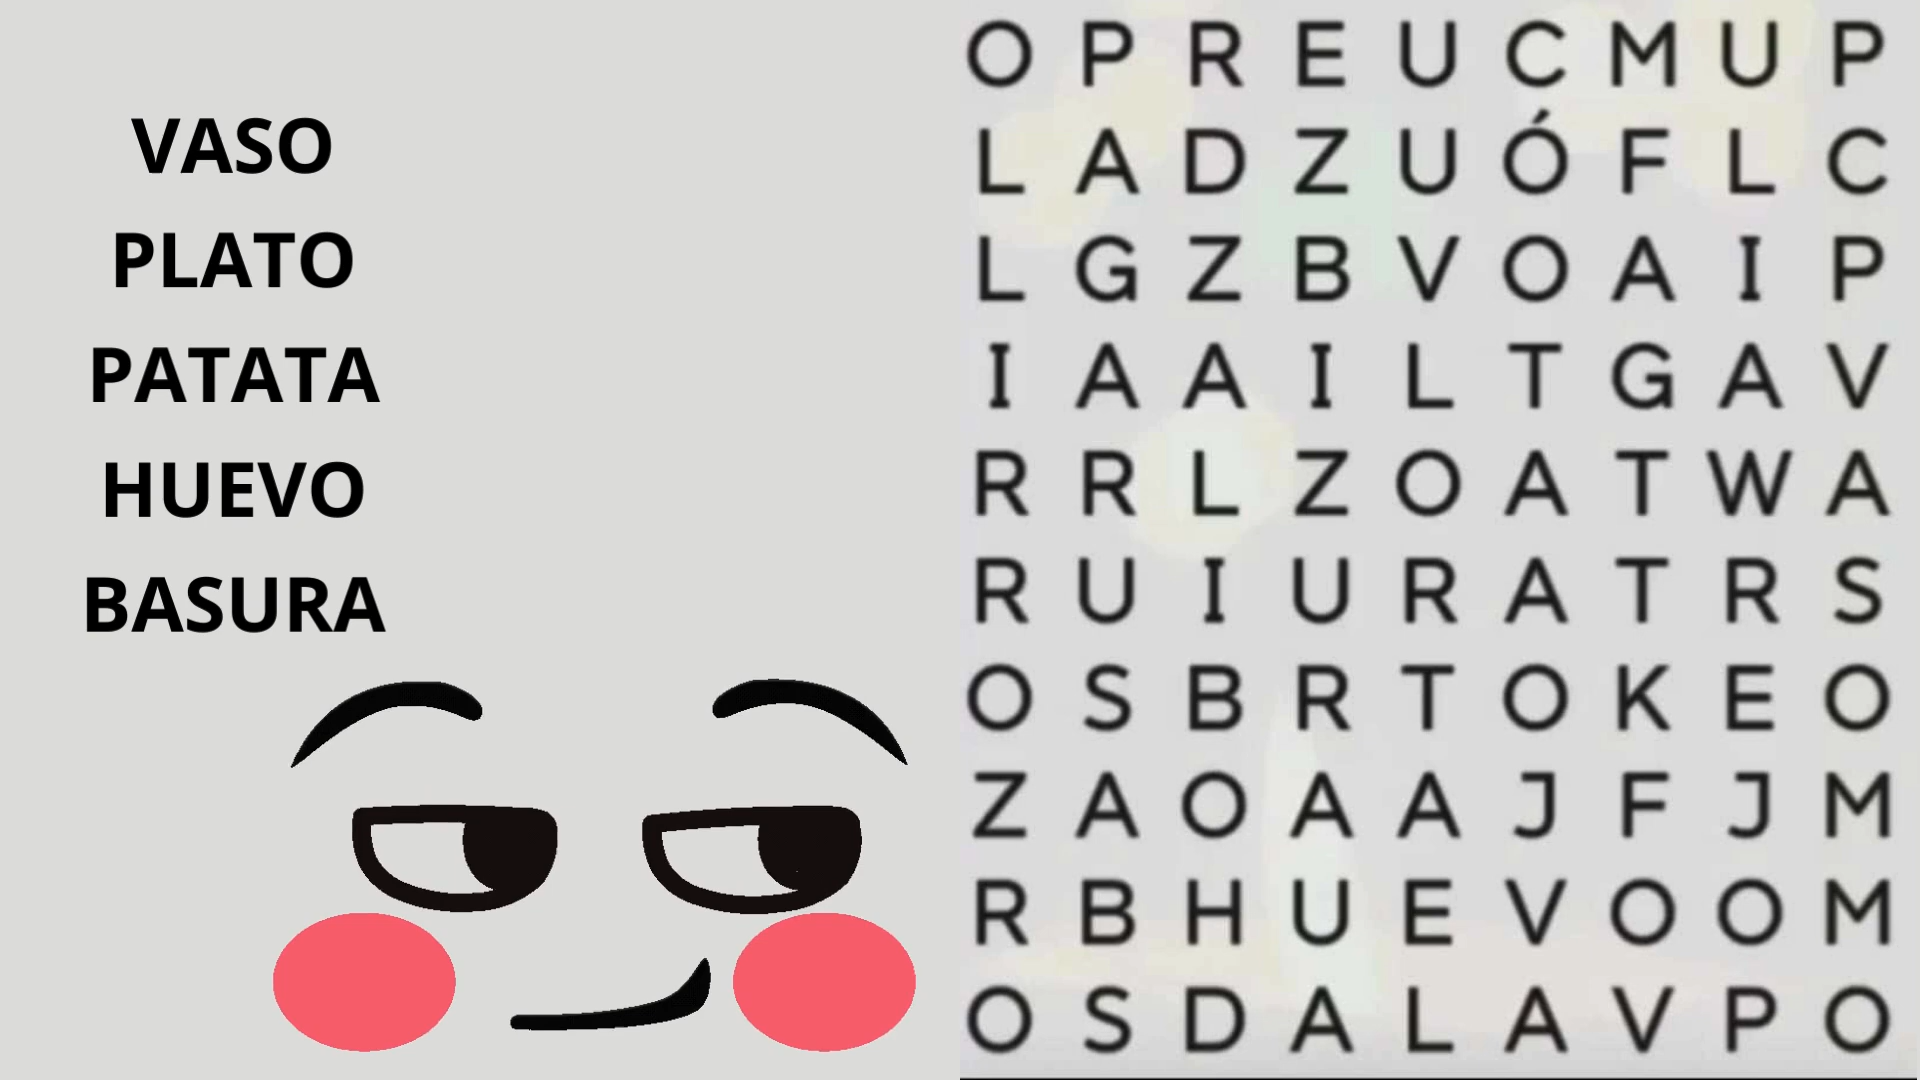 VASO
PLATO
PATATA
HUEVO
BASURA
O P R E U C M U P
L A D Z U Ó F L C
L G Z B V O A I P
I A A I L T G A V
R R L Z O A T W A
R U I U R A T R S
O S B R T O K E O
Z A O A A J F J M
R B H U E V O O M
O S D A L A V P O